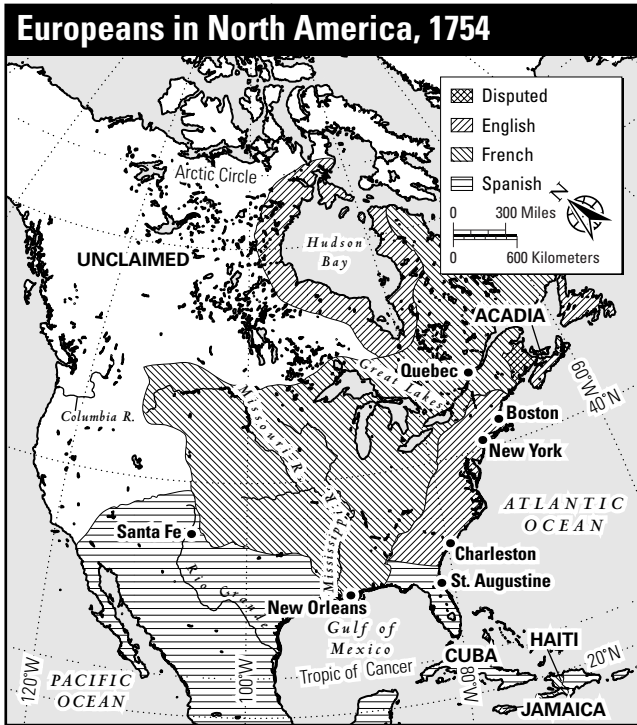 Europeans in North America, 1754
Disputed
English
French
Spanish
N
0 300 Miles
0 600 Kilometers
Arctic Circle
Hudson
Bay
UNCLAIMED
ACADIA
Quebec
Great Lakes
60°W
40°N
Columbia R.
Missouri R.
Boston
New York
ATLANTIC
OCEAN
Mississippi R.
Santa Fe
Charleston
St. Augustine
Rio Grande
New Orleans
Gulf of
Mexico
Tropic of Cancer
CUBA
HAITI
20°N
120°W
100°W
80°W
PACIFIC
OCEAN
JAMAICA